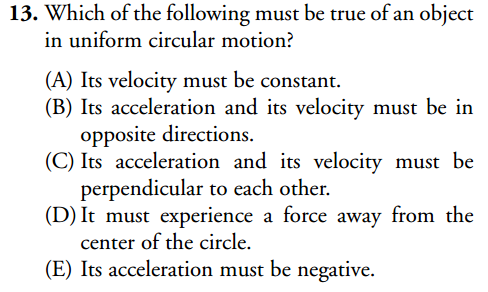 13. Which of the following must be true of an object
in uniform circular motion?
(A) Its velocity must be constant.
(B) Its acceleration and its velocity must be in
opposite directions.
(C) Its acceleration and its velocity must be
perpendicular to each other.
(D) It must experience a force away from the
center of the circle.
(E) Its acceleration must be negative.